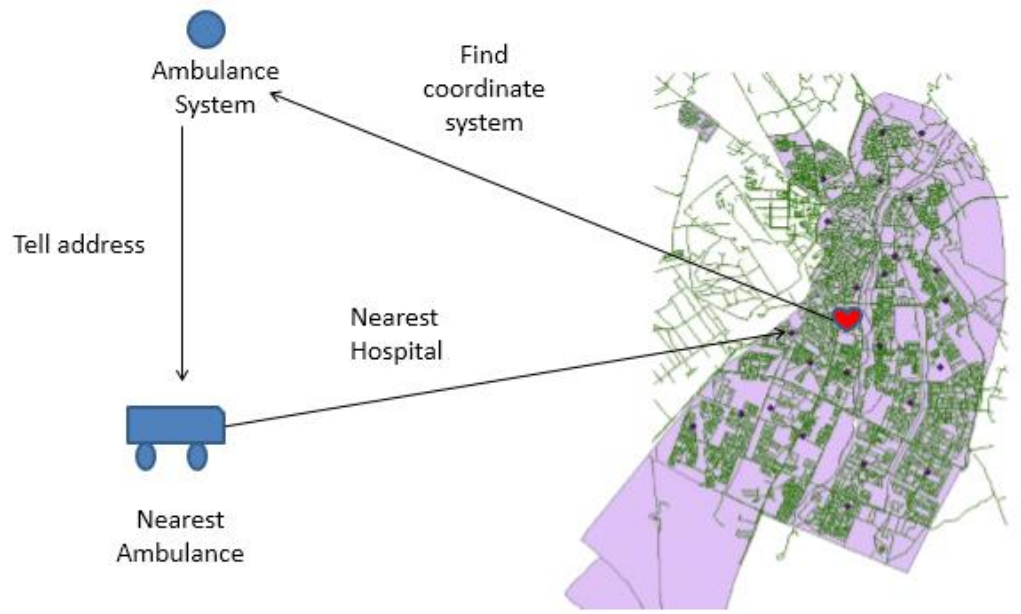 Ambulance
System
Find
coordinate
system
Tell address
Nearest
Hospital
Nearest
Ambulance